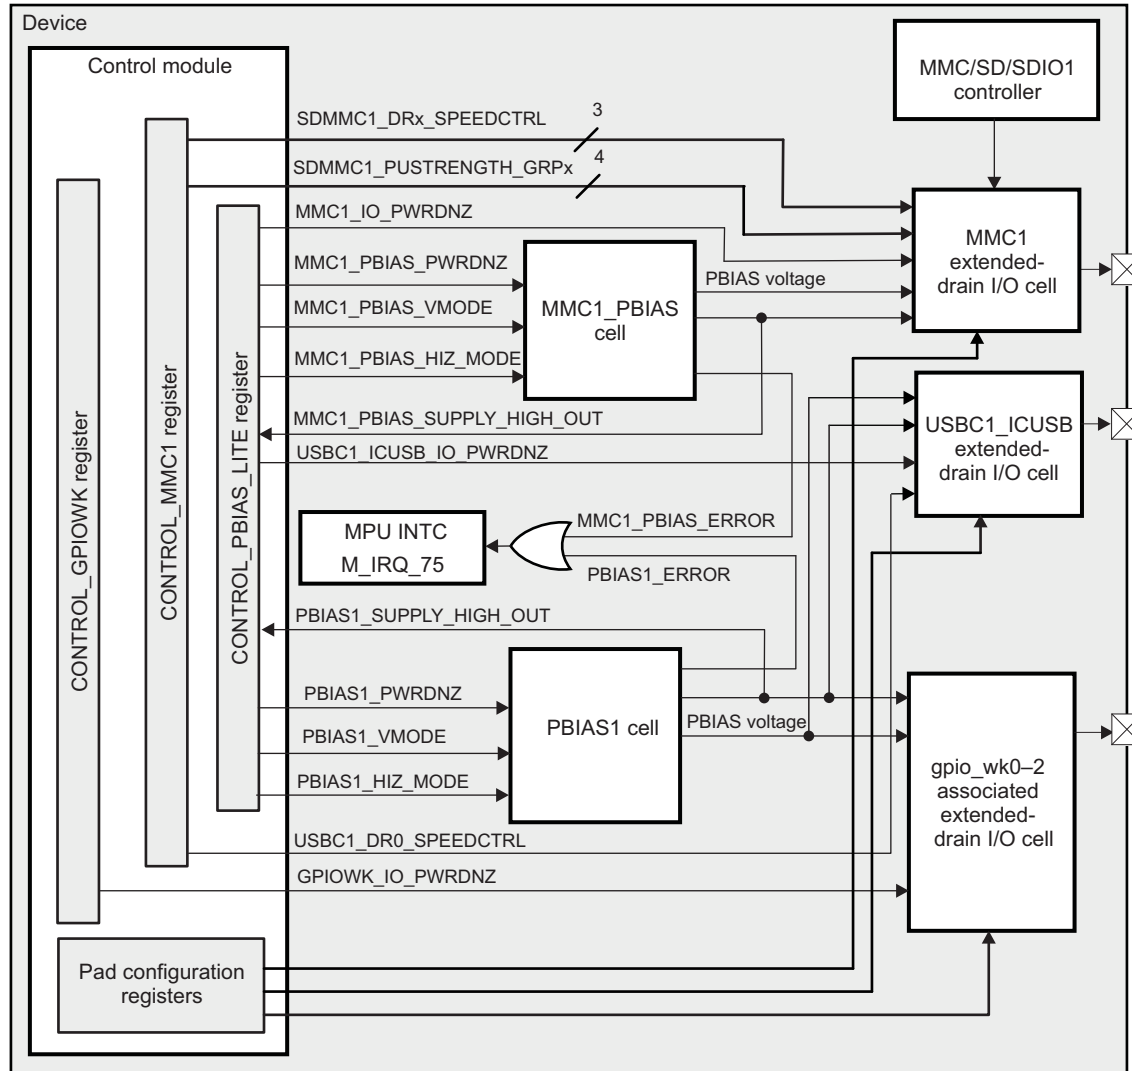 Device
Control module
MMC/SD/SDIO1
controller
SDMMC1_DRx_SPEEDCTRL
3
SDMMC1_PUSTRENGTH_GRPx
4
MMC1_IO_PWRDNZ
MMC1_PBIAS_PWRDNZ
MMC1_PBIAS_VMODE
MMC1_PBIAS_HIZ_MODE
MMC1_PBIAS
cell
PBIAS voltage
MMC1
extended-
drain I/O cell
MMC1_PBIAS_SUPPLY_HIGH_OUT
USBC1_ICUSB_IO_PWRDNZ
USBC1_ICUSB
extended-
drain I/O cell
CONTROL_GPIOWK register
CONTROL_MMC1 register
CONTROL_PBIAS_LITE register
MPU INTC
M_IRQ_75
MMC1_PBIAS_ERROR
PBIAS1_ERROR
PBIAS1_SUPPLY_HIGH_OUT
PBIAS1_PWRDNZ
PBIAS1_VMODE
PBIAS1_HIZ_MODE
PBIAS1 cell
PBIAS voltage
gpio_wk0–2
associated
extended-
drain I/O cell
USBC1_DR0_SPEEDCTRL
GPIOWK_IO_PWRDNZ
Pad configuration
registers